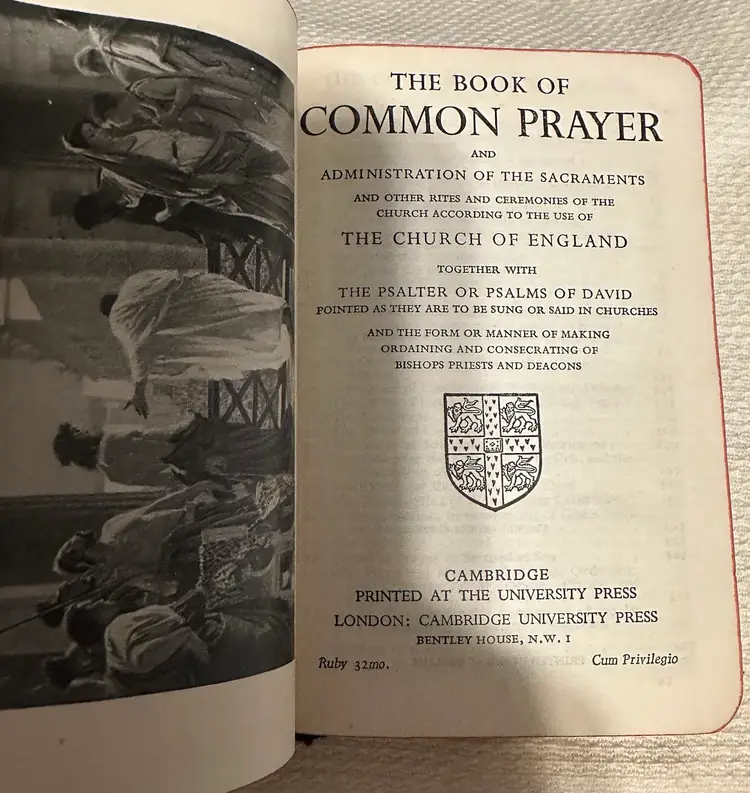 THE BOOK OF
COMMON PRAYER
AND
ADMINISTRATION OF THE SACRAMENTS
AND OTHER RITES AND CEREMONIES OF THE
CHURCH ACCORDING TO THE USE OF
THE CHURCH OF ENGLAND
TOGETHER WITH
THE PSALTER OR PSALMS OF DAVID
POINTED AS THEY ARE TO BE SUNG OR SAID IN CHURCHES
AND THE FORM OR MANNER OF MAKING
ORDAINING AND CONSECRATING OF
BISHOPS PRIESTS AND DEACONS
CAMBRIDGE
PRINTED AT THE UNIVERSITY PRESS
LONDON: CAMBRIDGE UNIVERSITY PRESS
BENTLEY HOUSE, N.W. 1
Ruby 32mo. Cum Privilegio